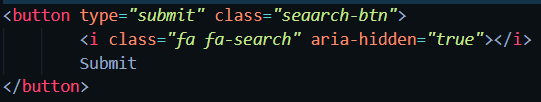 <button type="submit" class="seaarch-btn">
<i class="fa fa-search" aria-hidden="true"></i>
Submit
</button>